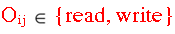 O_ij ∈ {read, write}